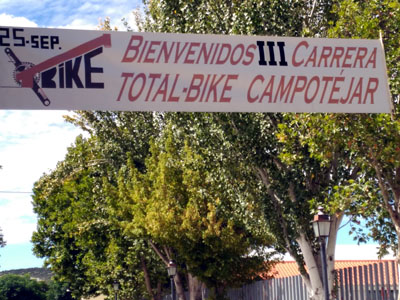 25-SEP.
BIKE
BIENVENIDOS III CARRERA
TOTAL-BIKE CAMPOTÉJAR